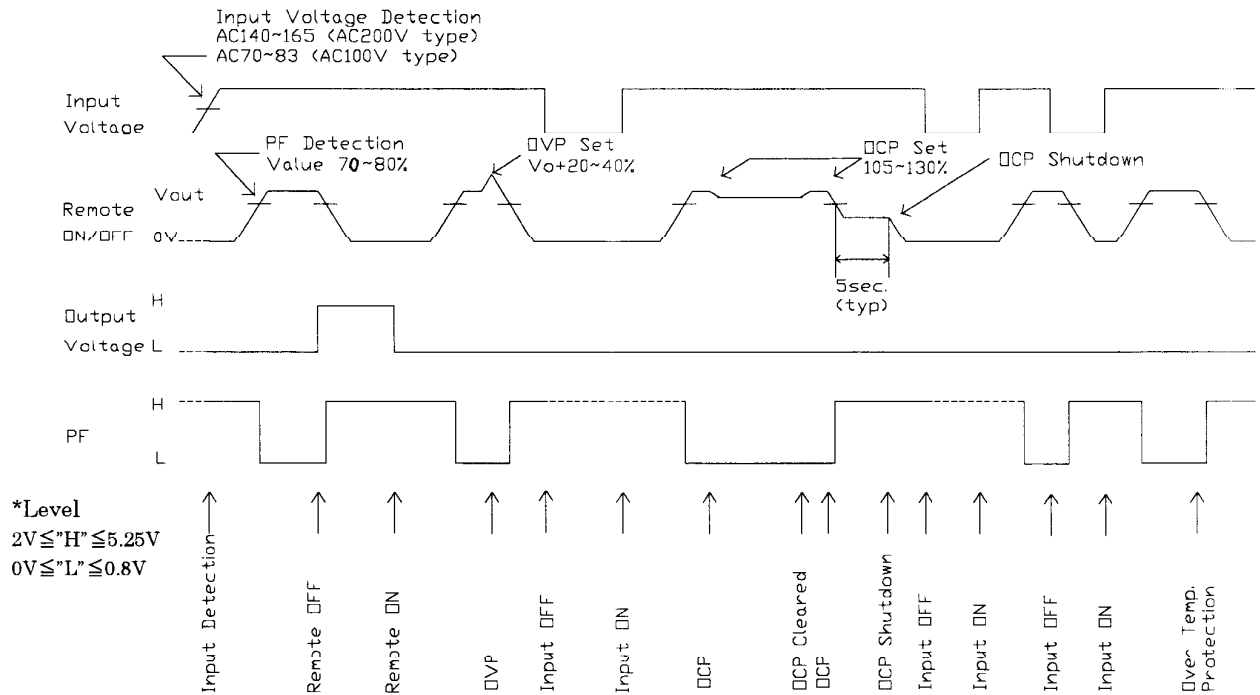 Input Voltage Detection
AC140~165 (AC200V type)
AC70~83 (AC100V type)
Input
Voltage
PF Detection
Value 70~80%
OVP Set
Vo+20~40%
OCP Set
105~130%
OCP Shutdown
Vout
Remote
ON/OFF 0V
5sec.
(typ)
H
Output
Voltage L
H
PF
L
*Level
2V≦"H"≦5.25V
0V≦"L"≦0.8V
Input Detection
Remote OFF
Remote ON
OVP
Input OFF
Input ON
OCP
OCP Cleared
OCP
OCP Shutdown
Input OFF
Input ON
Input OFF
Input ON
Over Temp.
Protection